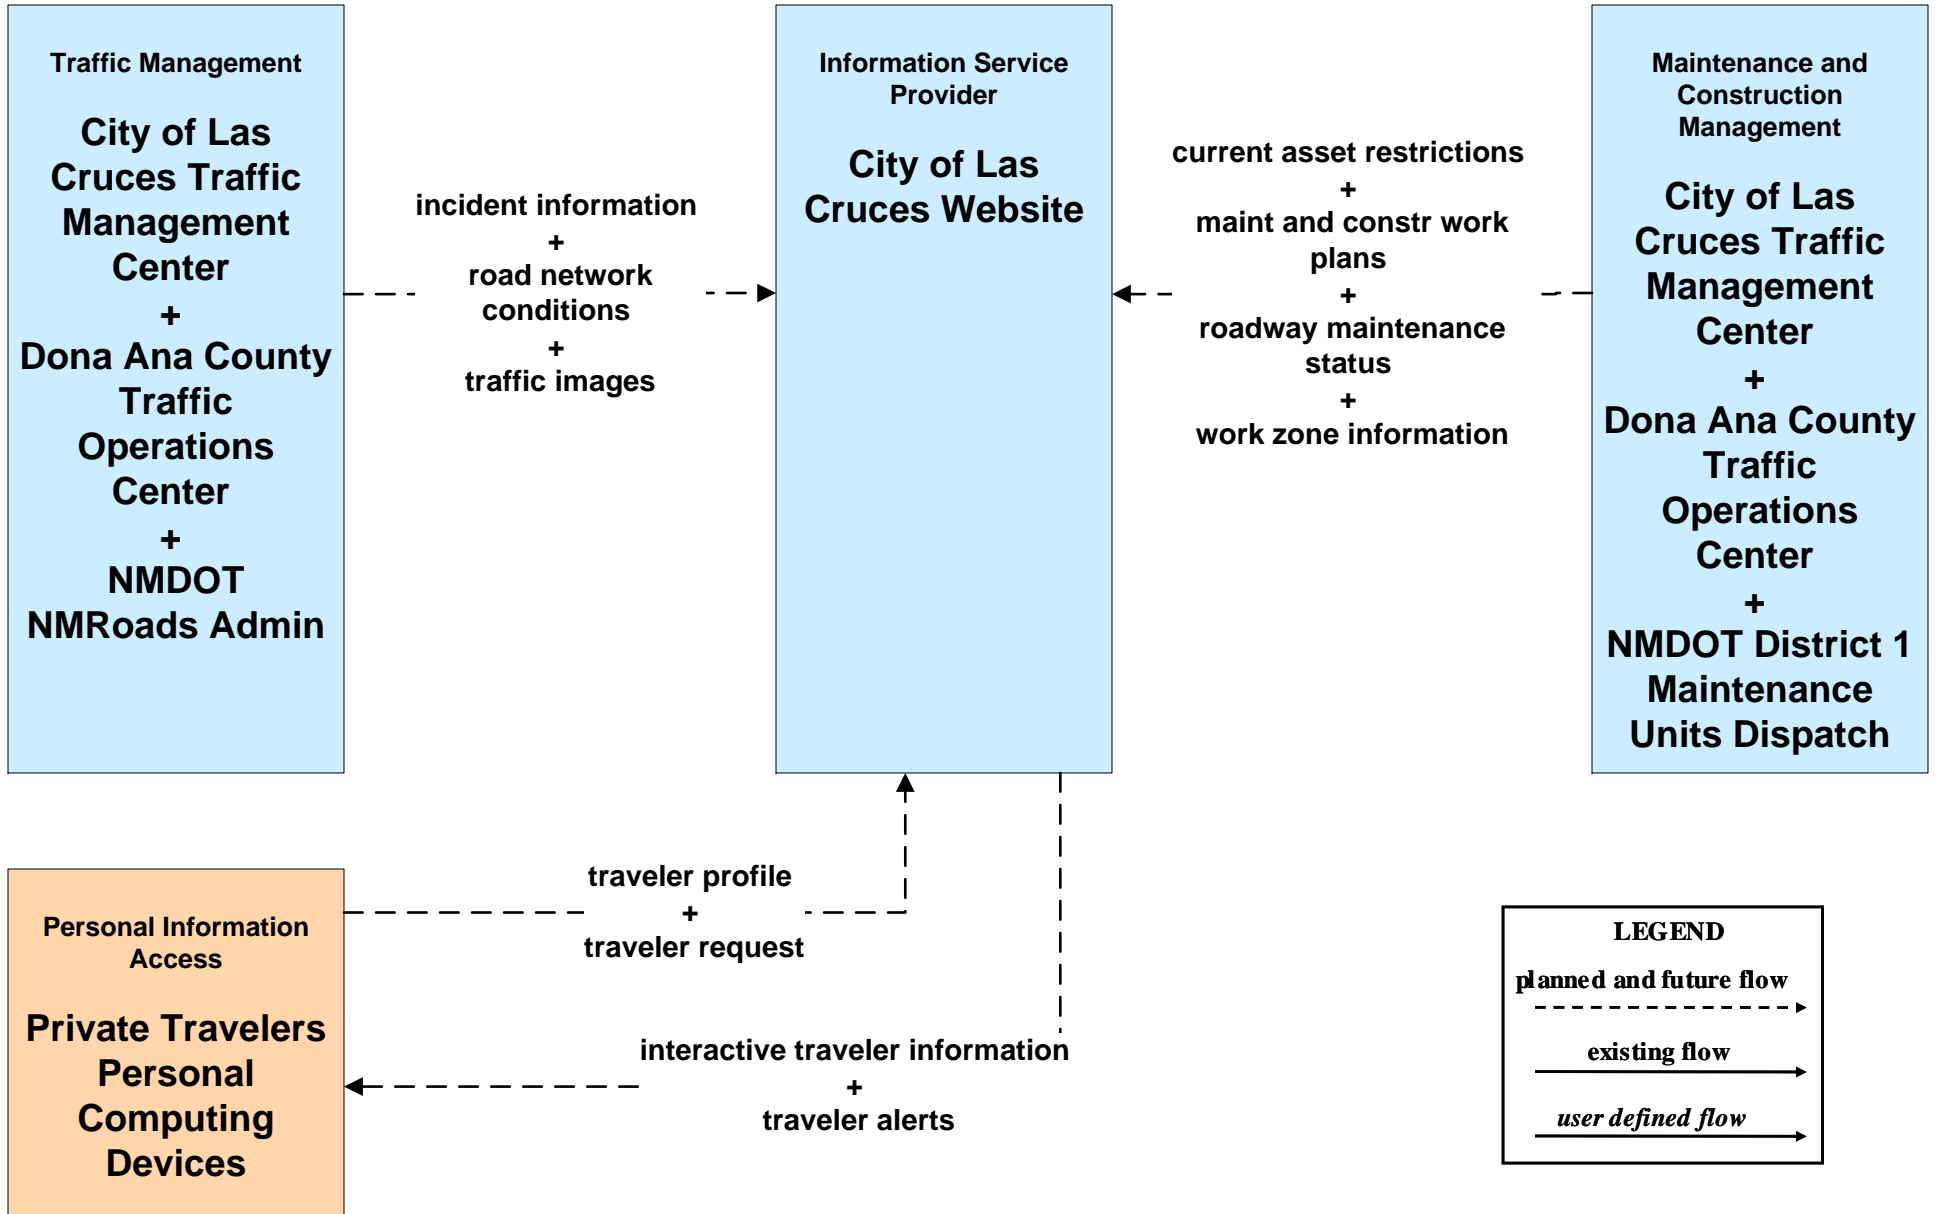 Traffic Management
City of Las
Cruces Traffic
Management
Center
+
Dona Ana County
Traffic
Operations
Center
+
NMDOT
NMRoads Admin
incident information
+
road network
conditions
+
traffic images
Information Service
Provider
City of Las
Cruces Website
current asset restrictions
+
maint and constr work
plans
+
roadway maintenance
status
+
work zone information
Maintenance and
Construction
Management
City of Las
Cruces Traffic
Management
Center
+
Dona Ana County
Traffic
Operations
Center
+
NMDOT District 1
Maintenance
Units Dispatch
Personal Information
Access
Private Travelers
Personal
Computing
Devices
traveler profile
+
traveler request
interactive traveler information
+
traveler alerts
LEGEND
planned and future flow
existing flow
user defined flow